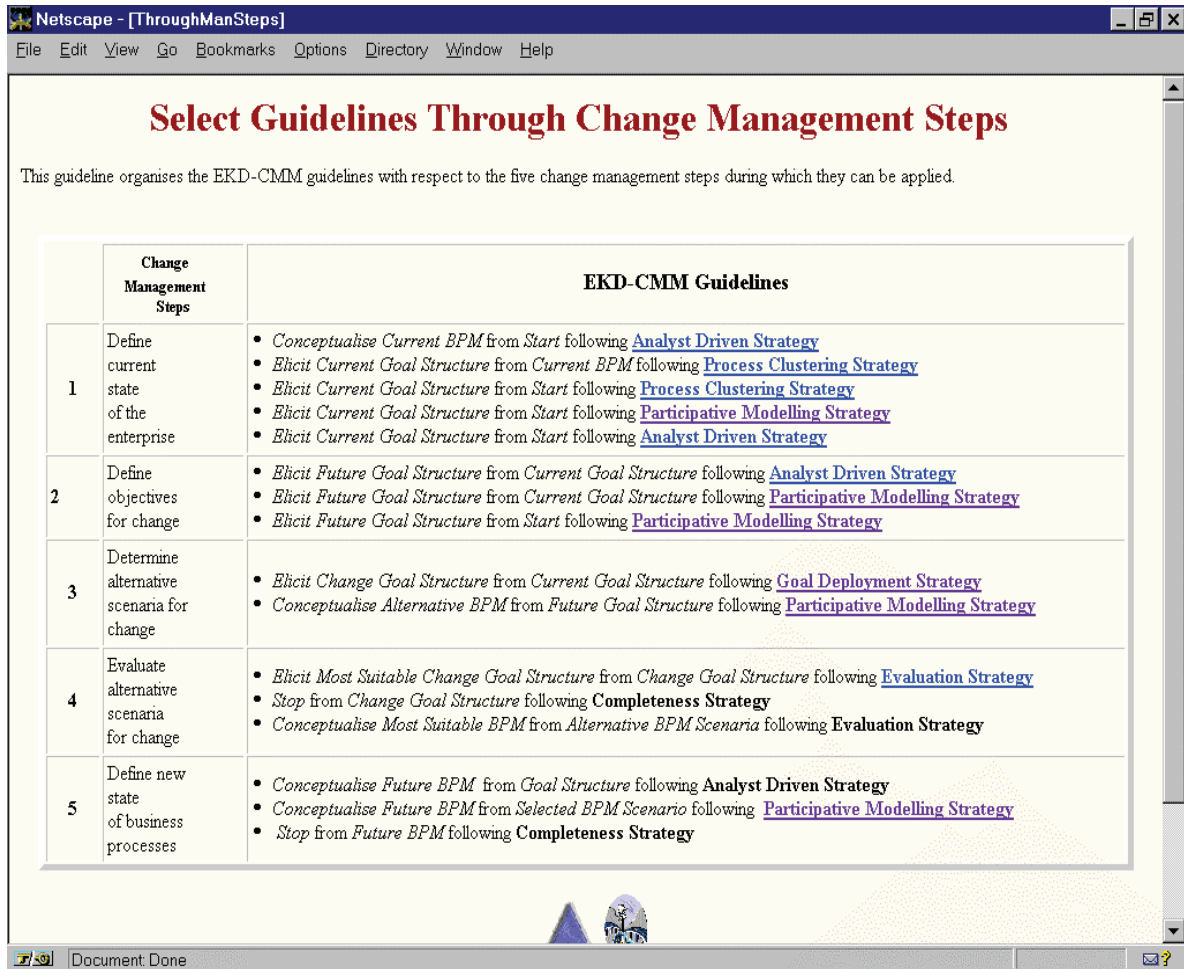 Netscape - [ThroughManSteps]
File Edit View Go Bookmarks Options Directory Window Help
Select Guidelines Through Change Management Steps
This guideline organises the EKD-CMM guidelines with respect to the five change management steps during which they can be applied.
Change
Management
Steps
EKD-CMM Guidelines
1
Define
current
state
of the
enterprise
• Conceptualise Current BPM from Start following Analyst Driven Strategy
• Elicit Current Goal Structure from Current BPM following Process Clustering Strategy
• Elicit Current Goal Structure from Start following Process Clustering Strategy
• Elicit Current Goal Structure from Start following Participative Modelling Strategy
• Elicit Current Goal Structure from Start following Analyst Driven Strategy
2
Define
objectives
for change
• Elicit Future Goal Structure from Current Goal Structure following Analyst Driven Strategy
• Elicit Future Goal Structure from Current Goal Structure following Participative Modelling Strategy
• Elicit Future Goal Structure from Start following Participative Modelling Strategy
3
Determine
alternative
scenaria for
change
• Elicit Change Goal Structure from Current Goal Structure following Goal Deployment Strategy
• Conceptualise Alternative BPM from Future Goal Structure following Participative Modelling Strategy
4
Evaluate
alternative
scenaria
for change
• Elicit Most Suitable Change Goal Structure from Change Goal Structure following Evaluation Strategy
• Stop from Change Goal Structure following Completeness Strategy
• Conceptualise Most Suitable BPM from Alternative BPM Scenaria following Evaluation Strategy
5
Define new
state
of business
processes
• Conceptualise Future BPM from Goal Structure following Analyst Driven Strategy
• Conceptualise Future BPM from Selected BPM Scenario following Participative Modelling Strategy
• Stop from Future BPM following Completeness Strategy
Document: Done